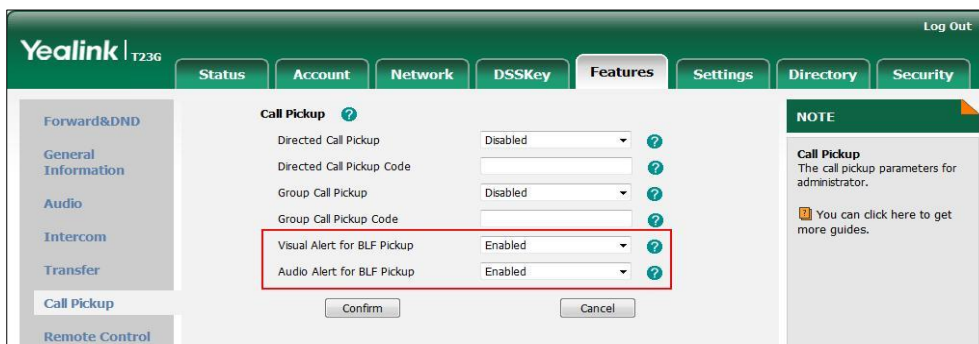 Log Out
Yealink | T23G
Status Account Network DSSKey Features Settings Directory Security
Forward&DND
General
Information
Audio
Intercom
Transfer
Call Pickup
Remote Control
Call Pickup ?
Directed Call Pickup Disabled ?
Directed Call Pickup Code ?
Group Call Pickup Disabled ?
Group Call Pickup Code ?
Visual Alert for BLF Pickup Enabled ?
Audio Alert for BLF Pickup Enabled ?
Confirm Cancel
NOTE
Call Pickup
The call pickup parameters for
administrator.
? You can click here to get
more guides.